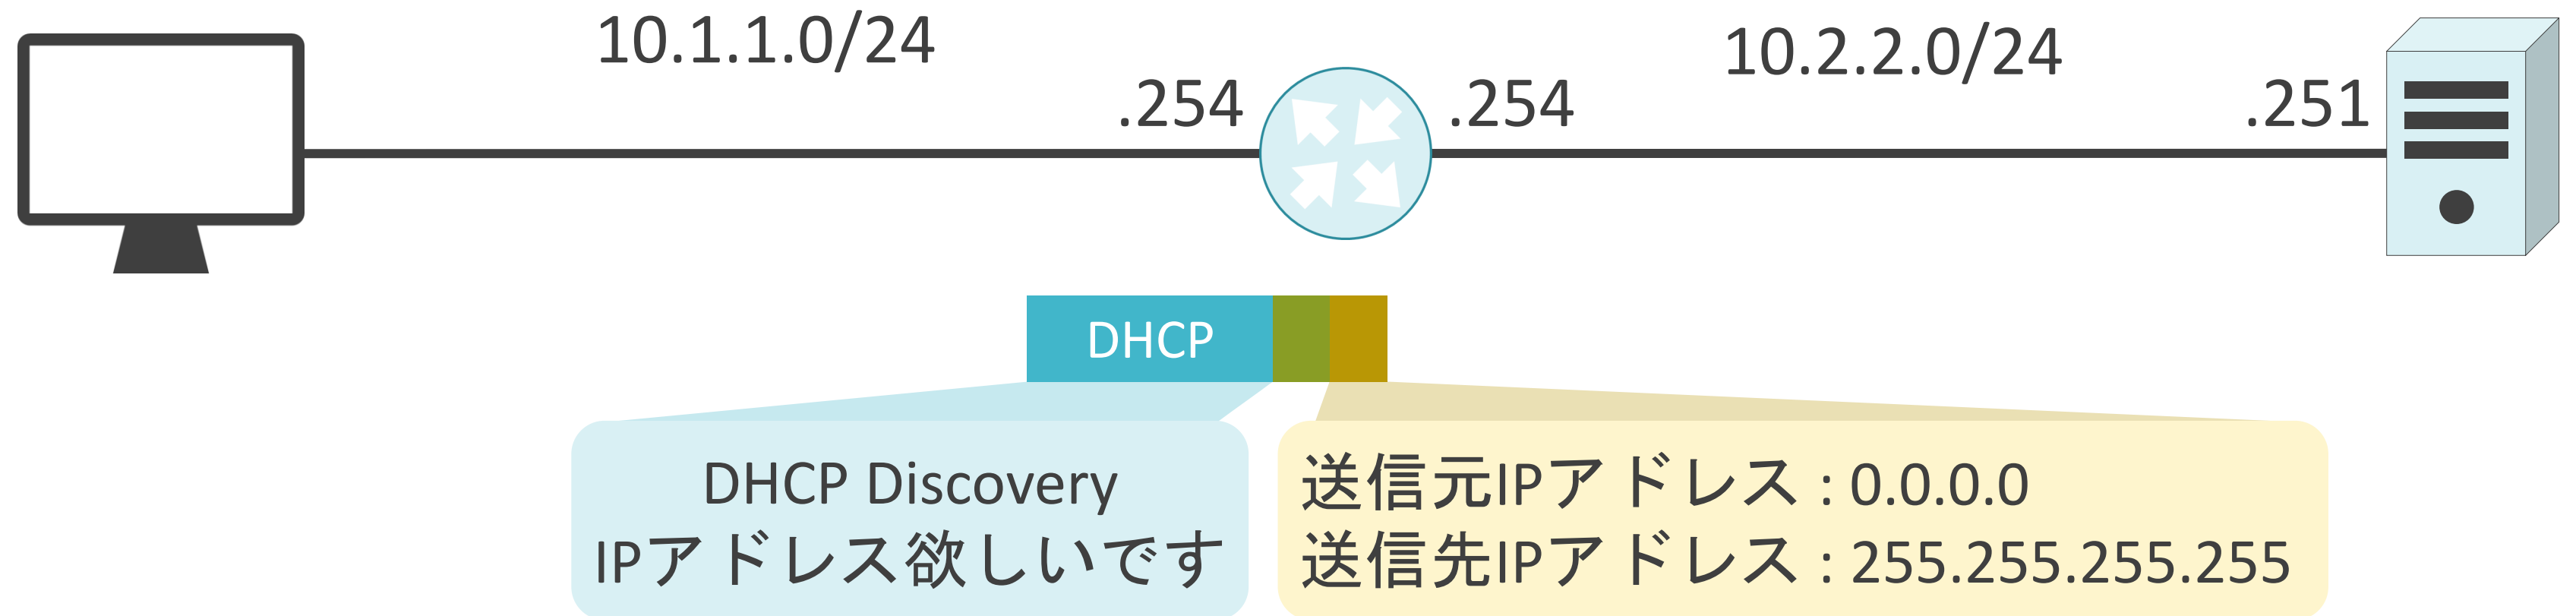 10.1.1.0/24
10.2.2.0/24
.254
.254
.251
DHCP
DHCP Discovery
IPアドレス欲しいです
送信元IPアドレス : 0.0.0.0
送信先IPアドレス : 255.255.255.255